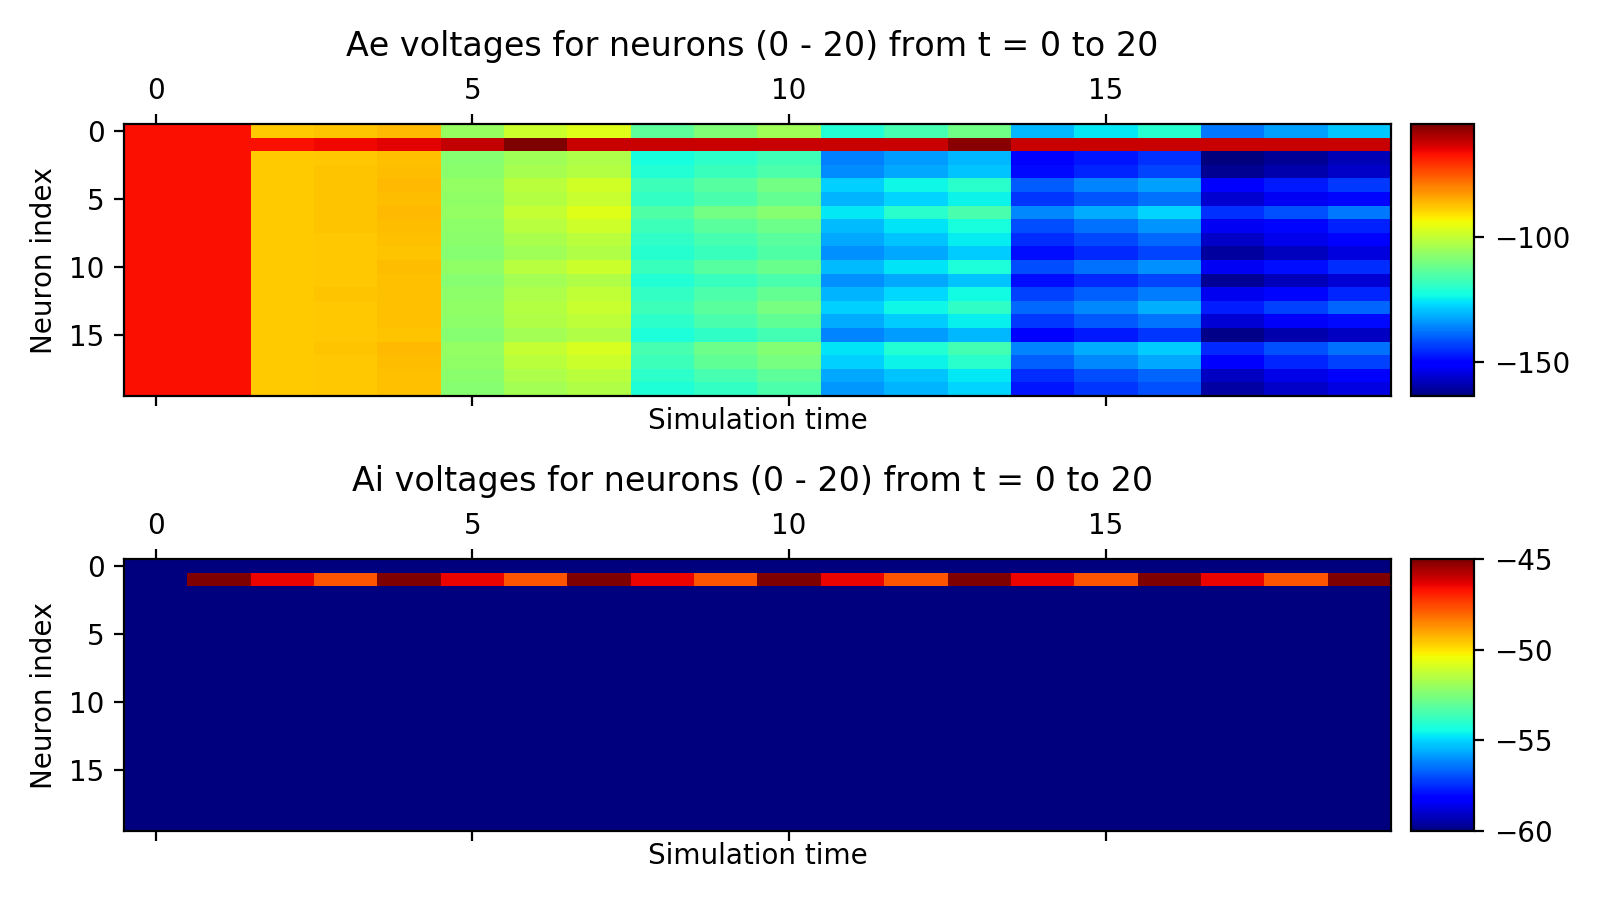 Ae voltages for neurons (0 - 20) from t = 0 to 20
0 5 10 15
0
5
10
15
Neuron index
−100
−150
Simulation time
Ai voltages for neurons (0 - 20) from t = 0 to 20
0 5 10 15
0
5
10
15
Neuron index
−45
−50
−55
−60
Simulation time